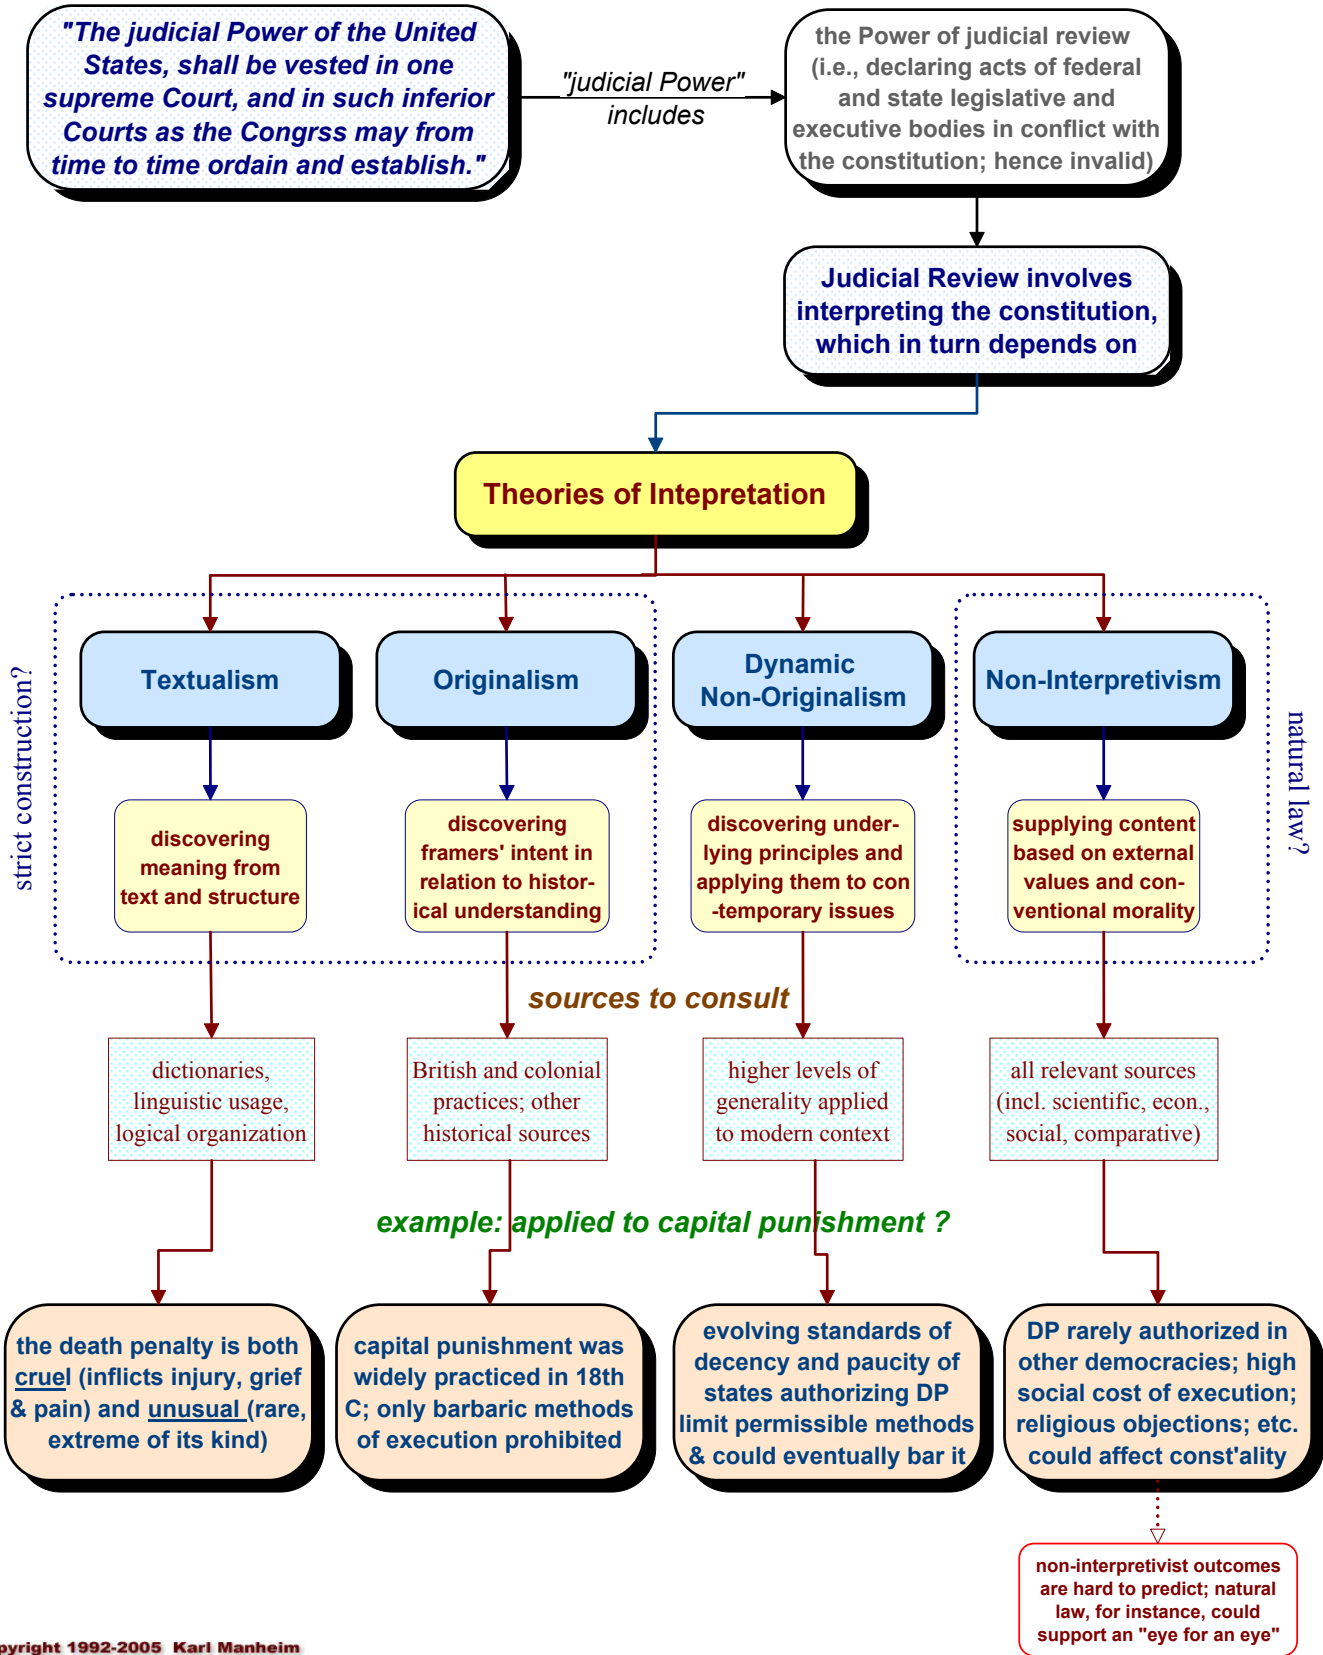 "The judicial Power of the United
States, shall be vested in one
supreme Court, and in such inferior
Courts as the Congrss may from
time to time ordain and establish."
"judicial Power"
includes
the Power of judicial review
(i.e., declaring acts of federal
and state legislative and
executive bodies in conflict with
the constitution; hence invalid)
Judicial Review involves
interpreting the constitution,
which in turn depends on
Theories of Intepretation
strict construction?
Textualism
Originalism
Dynamic
Non-Originalism
Non-Interpretivism
natural law?
discovering
meaning from
text and structure
discovering
framers' intent in
relation to histor-
ical understanding
discovering under-
lying principles and
applying them to con
-temporary issues
supplying content
based on external
values and con-
ventional morality
sources to consult
dictionaries,
linguistic usage,
logical organization
British and colonial
practices; other
historical sources
higher levels of
generality applied
to modern context
all relevant sources
(incl. scientific, econ.,
social, comparative)
example: applied to capital punishment ?
the death penalty is both
cruel (inflicts injury, grief
& pain) and unusual (rare,
extreme of its kind)
capital punishment was
widely practiced in 18th
C; only barbaric methods
of execution prohibited
evolving standards of
decency and paucity of
states authorizing DP
limit permissible methods
& could eventually bar it
DP rarely authorized in
other democracies; high
social cost of execution;
religious objections; etc.
could affect const'ality
non-interpretivist outcomes
are hard to predict; natural
law, for instance, could
support an "eye for an eye"
pyright 1992-2005 Karl Manheim